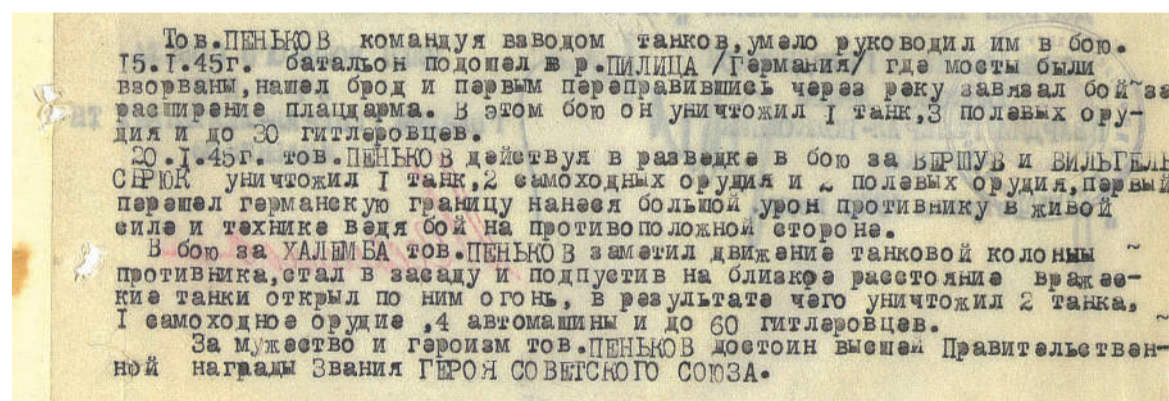 Тов.ПЕНЬКОВ командуя взводом танков,умело руководил им в бою.
15.I.45г. батальон подошел в р.ПИЛИЦА /Германия/ где мосты были
взорваны,нашел брод и первым переправившись через реку завязал бой за
расширение плацдарма. В этом бою он уничтожил I танк,3 полевых ору-
дия и до 30 гитлеровцев.
20.I.45г. тов.ПЕНЬКОВ действуя в разведке в бою за ВЕРШУВ и ВИЛЬГЕЛЬ
СБРЮК уничтожил I танк,2 самоходных орудия и 2 полевых орудия,первый
перешел германскую границу нанеся большой урон противнику в живой
силе и технике ведя бой на противоположной стороне.
В бою за ХАЛЕМБА тов.ПЕНЬКОВ заметил движение танковой колонны
противника,стал в засаду и подпустив на близкое расстояние вражес-
кие танки открыл по ним огонь, в результате чего уничтожил 2 танка,
I самоходное орудие ,4 автомашины и до 60 гитлеровцев.
За мужество и героизм тов.ПЕНЬКОВ достоин высшей Правительствен-
ной награды Звания ГЕРОЯ СОВЕТСКОГО СОЮЗА.